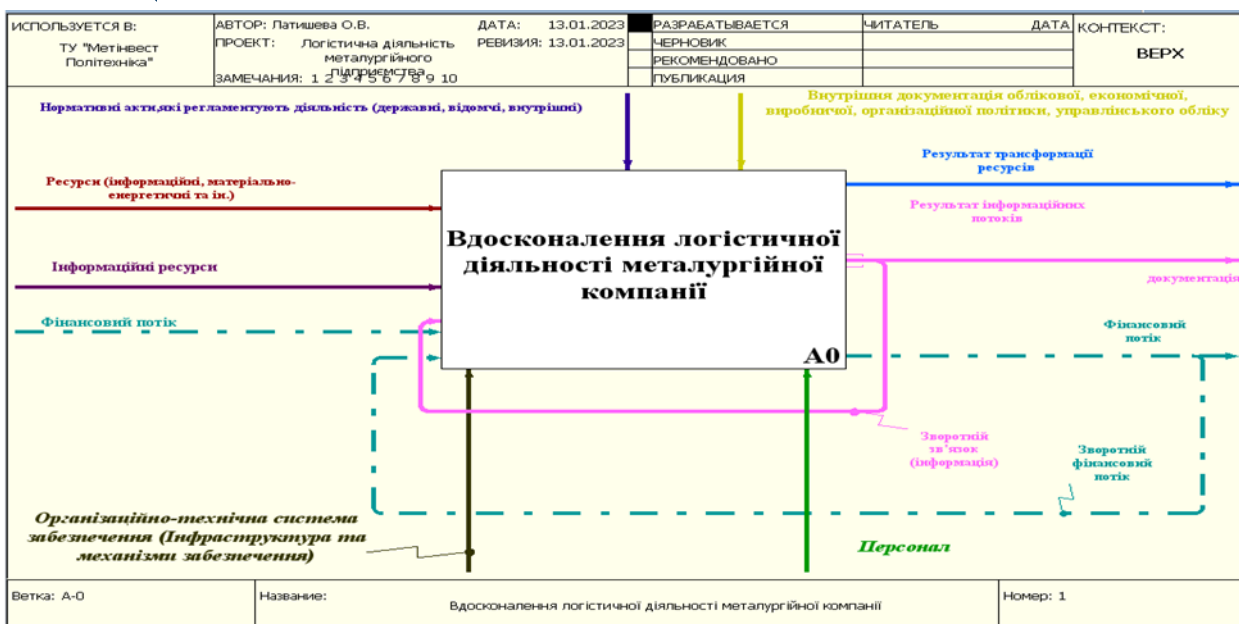 ИСПОЛЬЗУЕТСЯ В:
ТУ "Метінвест
Політехніка"
АВТОР: Латишева О.В.
ДАТА: 13.01.2023
ПРОЕКТ: Логістична діяльність
металургійного
підприємства
РЕВИЗИЯ: 13.01.2023
ЗАМЕЧАНИЯ: 1 2 3 4 5 6 7 8 9 10
РАЗРАБАТЫВАЕТСЯ
ЧЕРНОВИК
РЕКОМЕНДОВАНО
ПУБЛИКАЦИЯ
ЧИТАТЕЛЬ
ДАТА
КОНТЕКСТ:
ВЕРХ
Нормативні акти,які регламентують діяльність (державні, відомчі, внутрішні)
Внутрішня документація облікової, економічної,
виробничої, організаційної політики, управлінського обліку
Ресурси (інформаційні, матеріально-
енергетичні та ін.)
Результат трансформації
ресурсів
Результат інформаційних
потоків
Вдосконалення логістичної
діяльності металургійної
компанії
A0
Інформаційні ресурси
документація
Фінансовий потік
Фінансовий
потік
Зворотній
зв'язок
(інформація)
Зворотній
фінансовий
потік
Організаційно-технічна система
забезпечення (Інфраструктура та
механізми забезпечення)
Персонал
Ветка: A-0
Название:
Вдосконалення логістичної діяльності металургійної компанії
Номер: 1